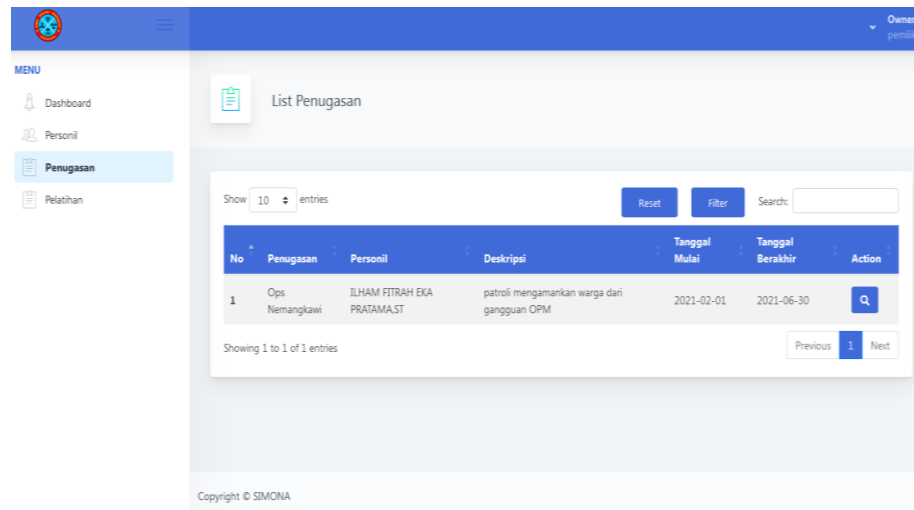 Owner
pemilik
MENU
Dashboard
Personil
Penugasan
Pelatihan
List Penugasan
Show 10 entries
Reset
Filter
Search:
No
Penugasan
Personil
Deskripsi
Tanggal
Mulai
Tanggal
Berakhir
Action
1
Ops
Nemangkawi
ILHAM FITRAH EKA
PRATAMA,ST
patroli mengamankan warga dari
gangguan OPM
2021-02-01
2021-06-30
Showing 1 to 1 of 1 entries
Previous 1 Next
Copyright © SIMONA